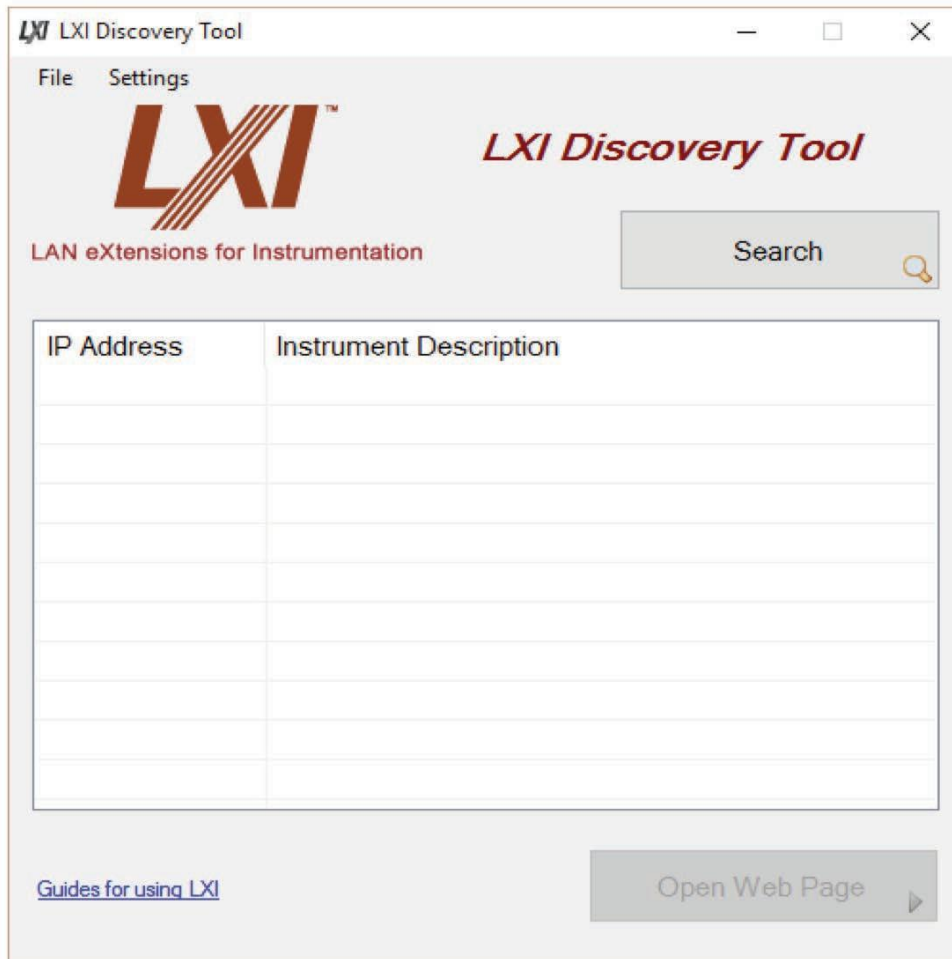 LXI LXI Discovery Tool
File Settings
LXI™
LXI Discovery Tool
LAN eXtensions for Instrumentation
Search
IP Address Instrument Description
Guides for using LXI
Open Web Page